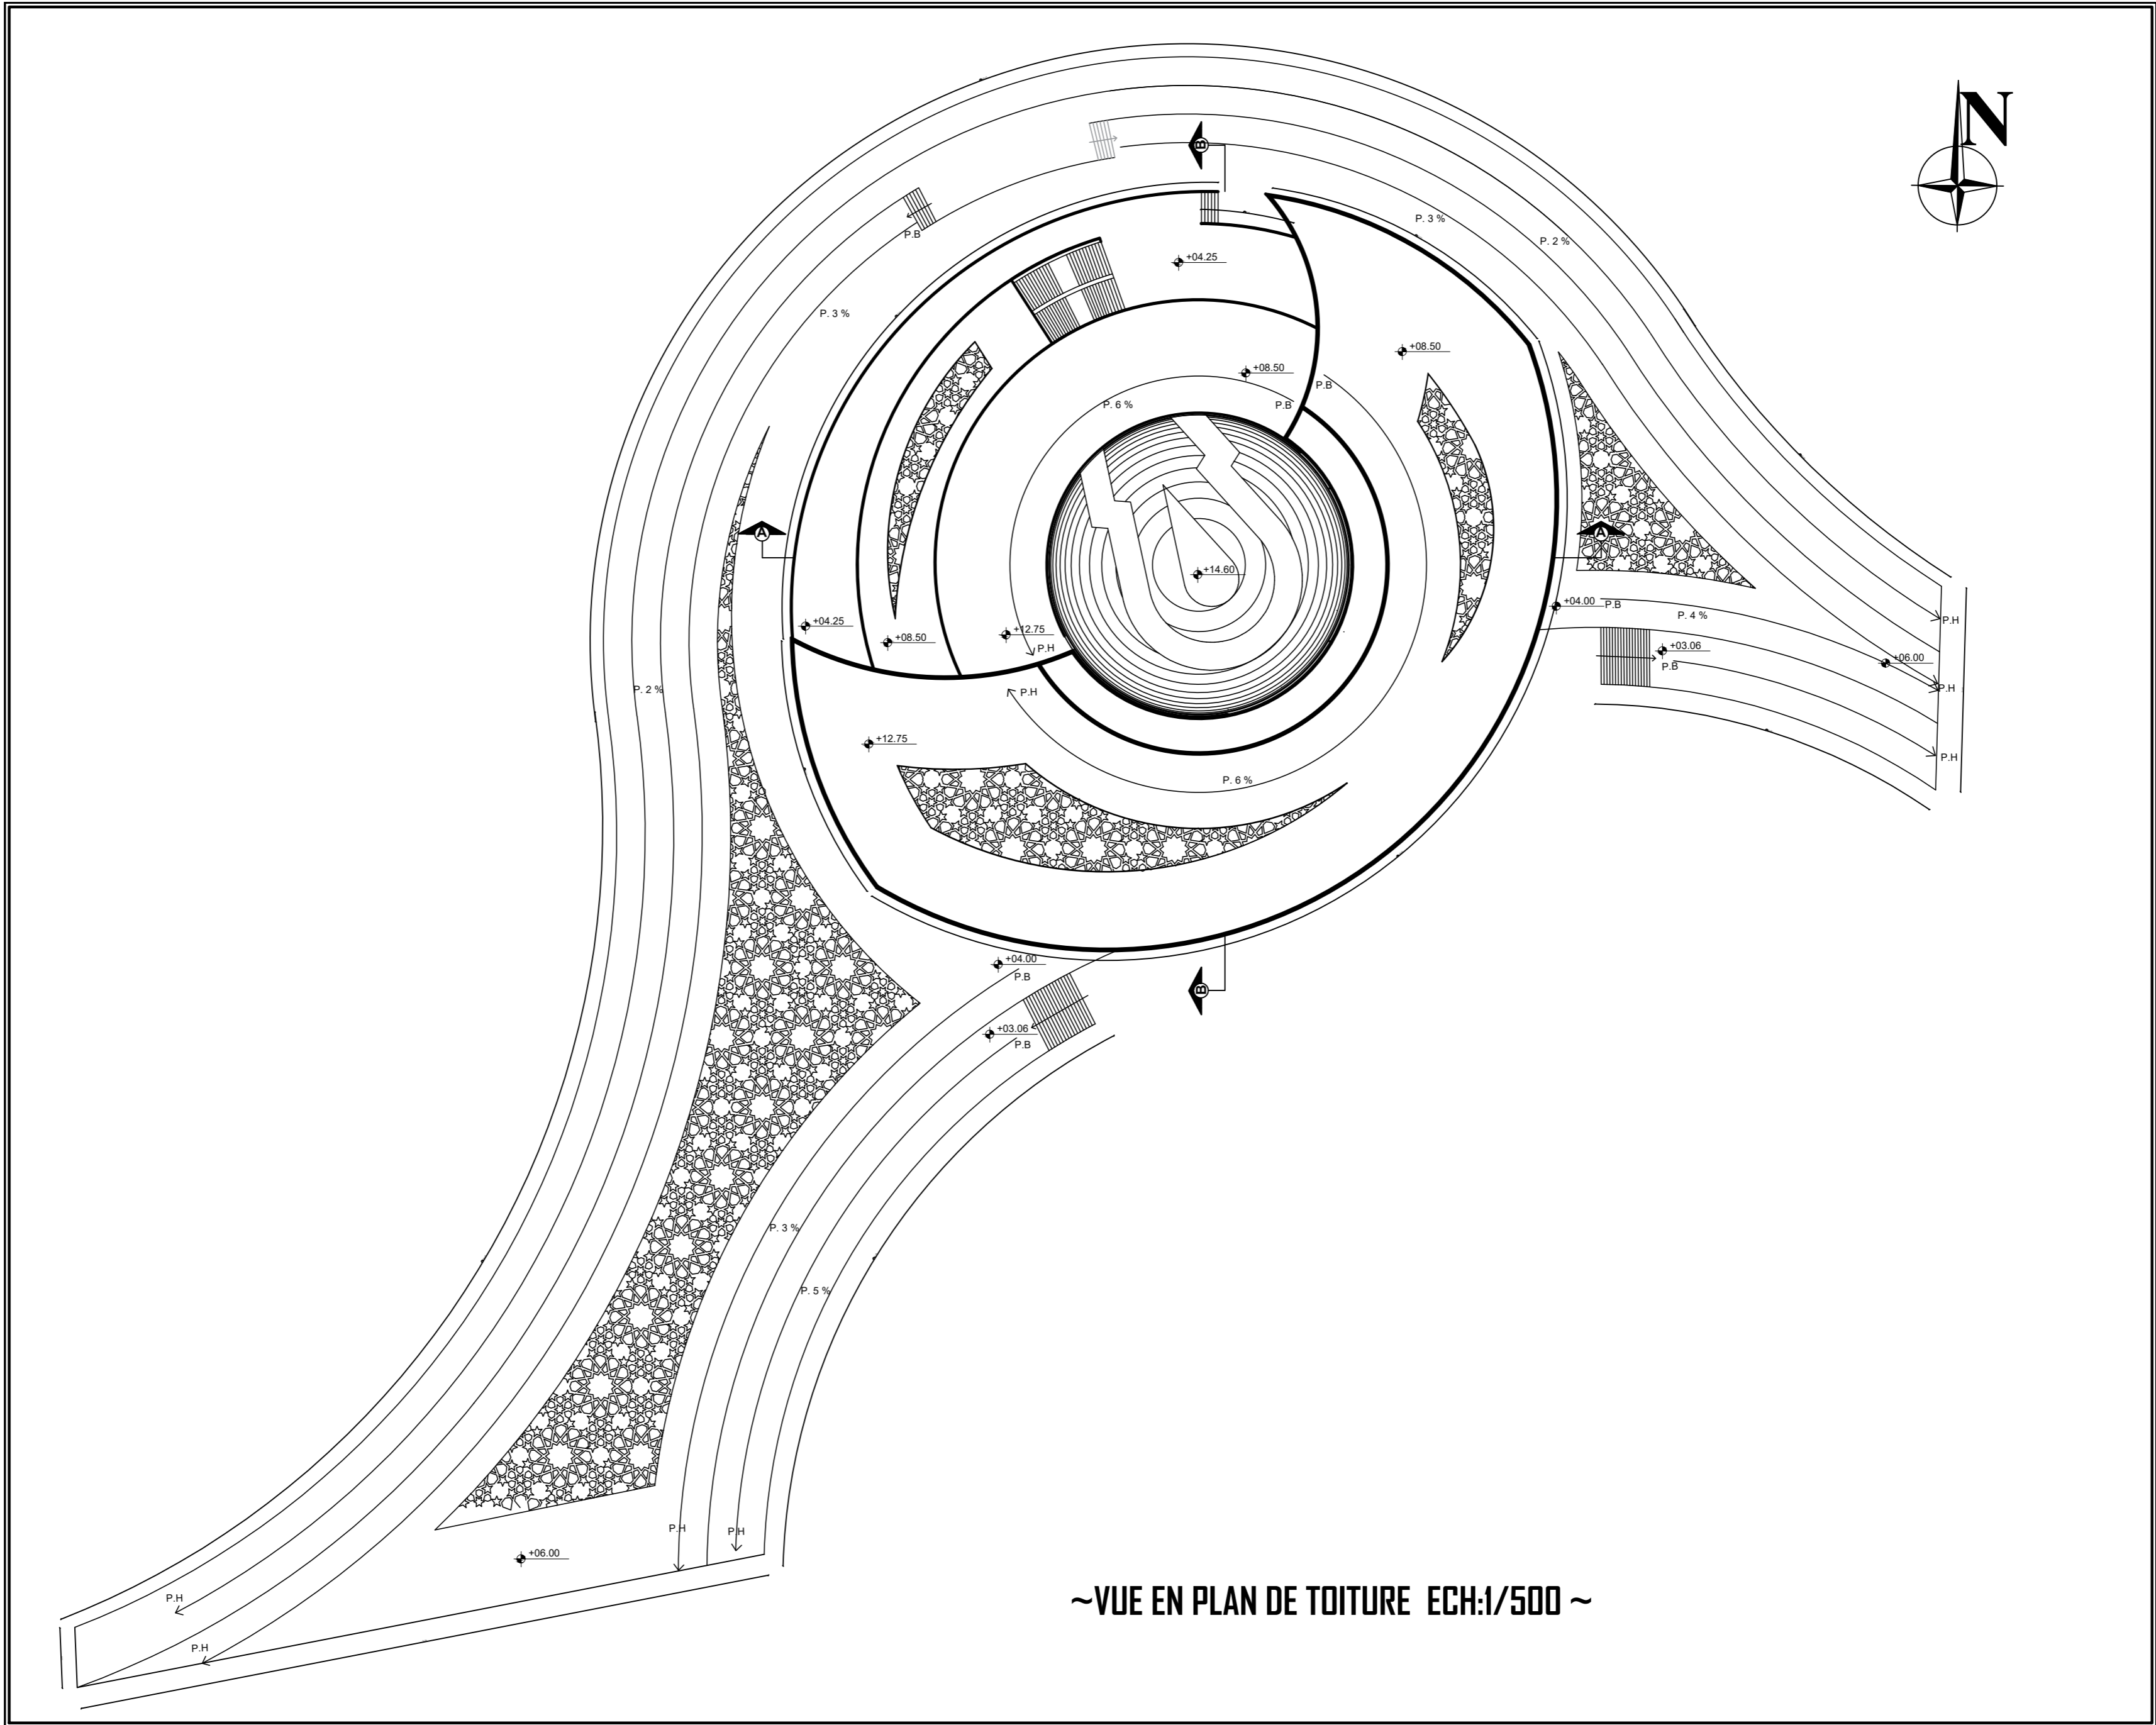 N
B
P.B
P. 3 %
P. 2 %
+04.25
P. 3 %
+08.50
+08.50
P.B
P. 6 %
P.B
A
A
+14.60
+04.00 P.B
P. 4 %
P.H
+04.25
+08.50
+12.75
P.H
+03.06
P.B
+06.00
P.H
P. 2 %
P.H
+12.75
P.H
P. 6 %
+04.00
P.B
B
+03.06
P.B
P. 3 %
P. 5 %
P.H
P.H
+06.00
P.H
P.H
~VUE EN PLAN DE TOITURE ECH:1/500 ~